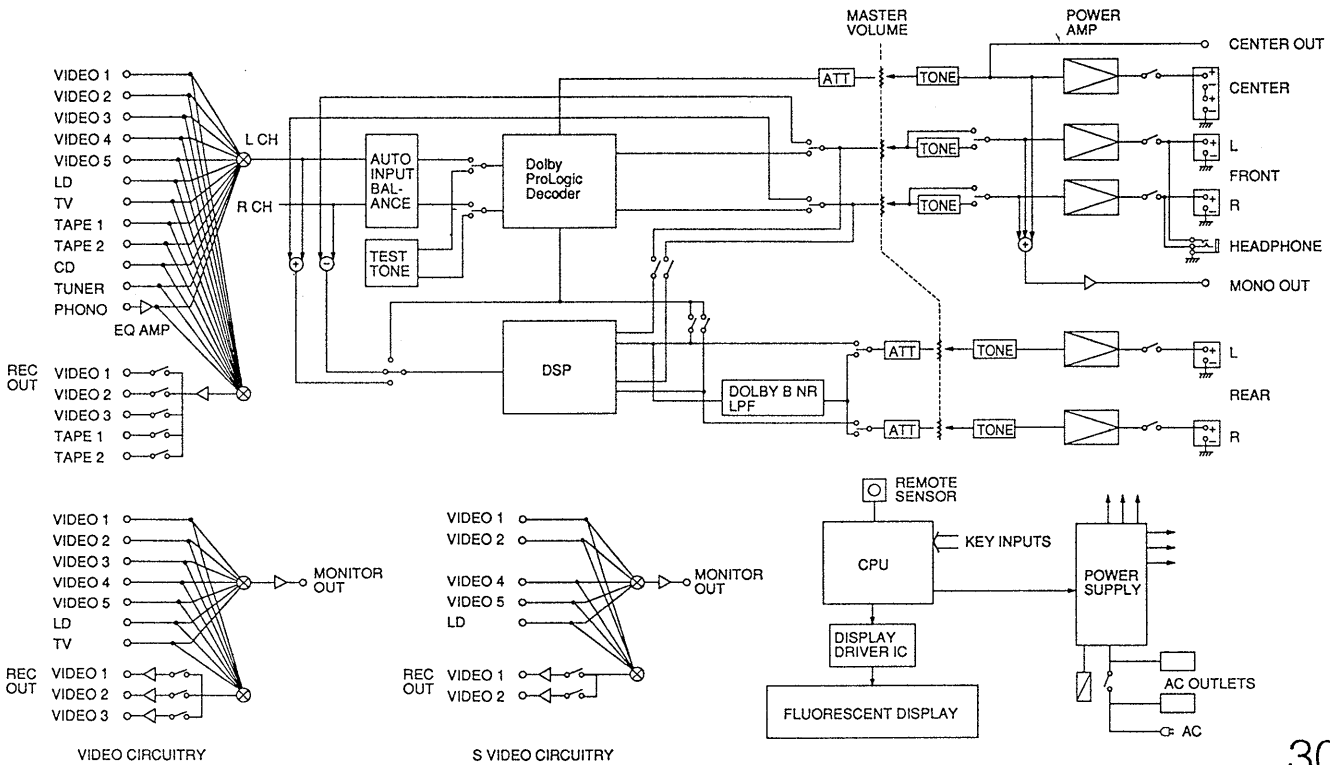 MASTER
VOLUME
POWER
AMP
CENTER OUT
ATT
TONE
+
−
+
−
CENTER
VIDEO 1
VIDEO 2
VIDEO 3
VIDEO 4
VIDEO 5
LD
TV
TAPE 1
TAPE 2
CD
TUNER
PHONO
EQ AMP
L CH
R CH
AUTO
INPUT
BAL-
ANCE
TEST
TONE
Dolby
ProLogic
Decoder
+
−
TONE
TONE
+
+
−
L
FRONT
+
−
R
HEADPHONE
MONO OUT
DSP
DOLBY B NR
LPF
ATT
TONE
+
−
L
REAR
ATT
TONE
+
−
R
REC
OUT
VIDEO 1
VIDEO 2
VIDEO 3
TAPE 1
TAPE 2
VIDEO 1
VIDEO 2
VIDEO 3
VIDEO 4
VIDEO 5
LD
TV
MONITOR
OUT
REC
OUT
VIDEO 1
VIDEO 2
VIDEO 3
VIDEO CIRCUITRY
VIDEO 1
VIDEO 2
VIDEO 4
VIDEO 5
LD
MONITOR
OUT
REC
OUT
VIDEO 1
VIDEO 2
S VIDEO CIRCUITRY
REMOTE
SENSOR
CPU
KEY INPUTS
DISPLAY
DRIVER IC
FLUORESCENT DISPLAY
POWER
SUPPLY
AC OUTLETS
AC
30